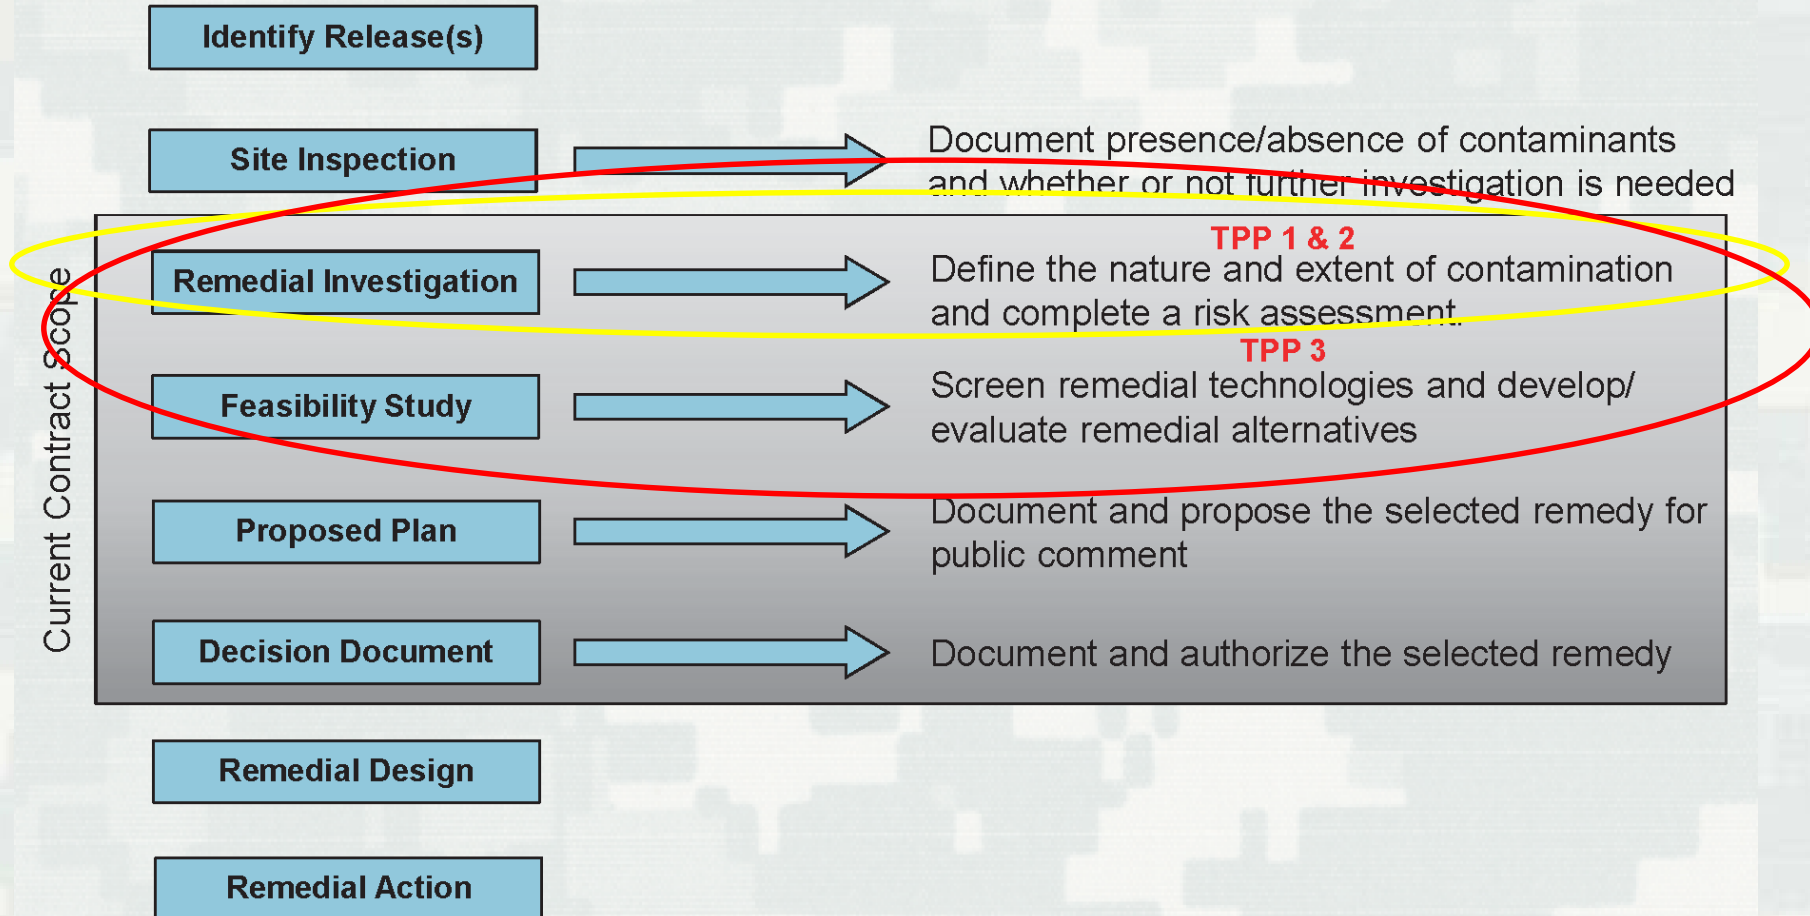 Identify Release(s)
Site Inspection
Document presence/absence of contaminants
and whether or not further investigation is needed
Current Contract Scope
TPP 1 & 2
Remedial Investigation
Define the nature and extent of contamination
and complete a risk assessment.
TPP 3
Feasibility Study
Screen remedial technologies and develop/
evaluate remedial alternatives
Proposed Plan
Document and propose the selected remedy for
public comment
Decision Document
Document and authorize the selected remedy
Remedial Design
Remedial Action